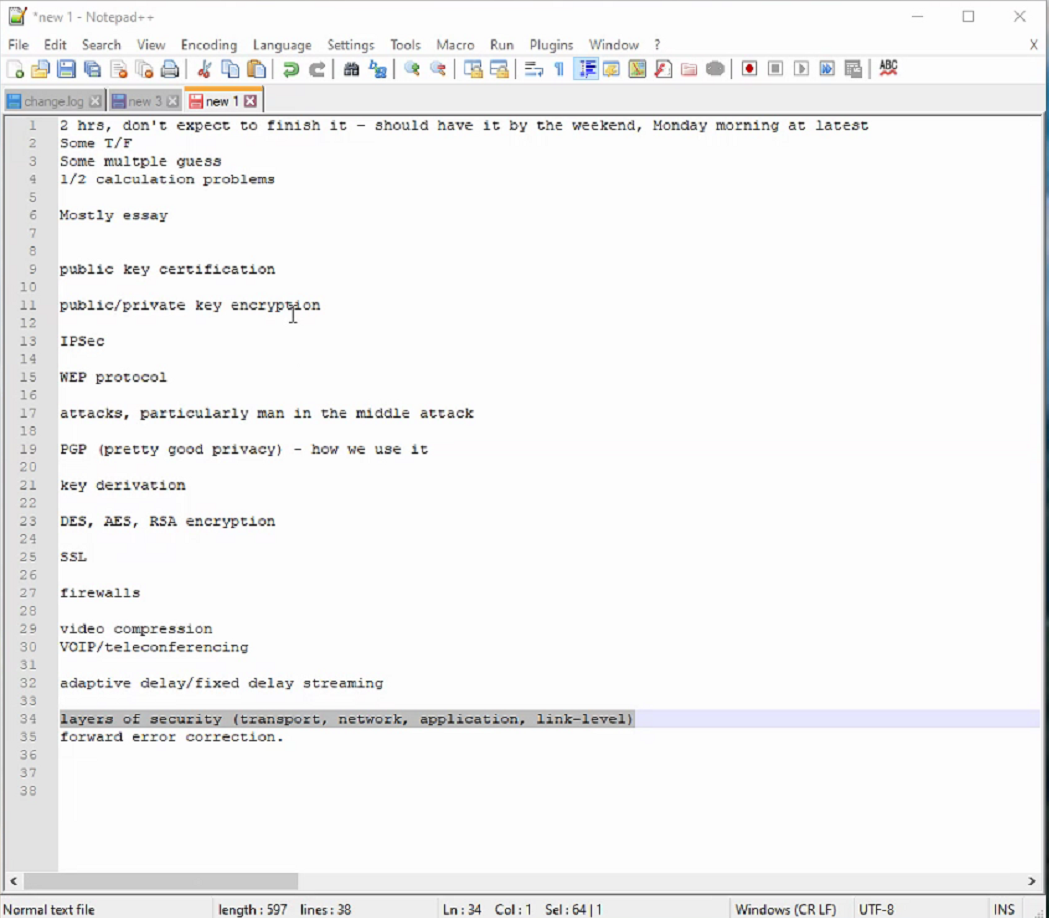 *new 1 - Notepad++
File Edit Search View Encoding Language Settings Tools Macro Run Plugins Window ? X
ABC
change.log new 3 new 1
1 2 hrs, don't expect to finish it - should have it by the weekend, Monday morning at latest
2 Some T/F
3 Some multple guess
4 1/2 calculation problems
5
6 Mostly essay
7
8
9 public key certification
10
11 public/private key encryption
12
13 IPSec
14
15 WEP protocol
16
17 attacks, particularly man in the middle attack
18
19 PGP (pretty good privacy) - how we use it
20
21 key derivation
22
23 DES, AES, RSA encryption
24
25 SSL
26
27 firewalls
28
29 video compression
30 VOIP/teleconferencing
31
32 adaptive delay/fixed delay streaming
33
34 layers of security (transport, network, application, link-level)
35 forward error correction.
36
37
38
Normal text file length : 597 lines : 38 Ln : 34 Col : 1 Sel : 64 | 1 Windows (CR LF) UTF-8 INS